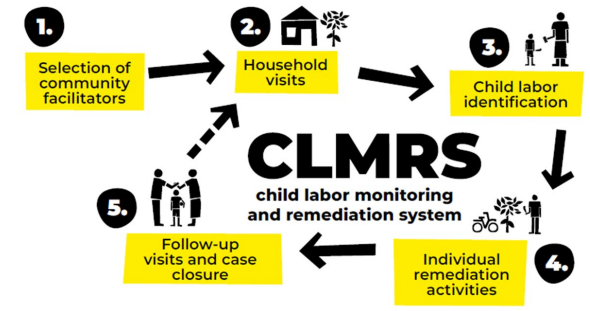 1.
Selection of
community
facilitators
2.
Household
visits
3.
Child labor
identification
CLMRS
child labor monitoring
and remediation system
4.
Individual
remediation
activities
5.
Follow-up
visits and case
closure